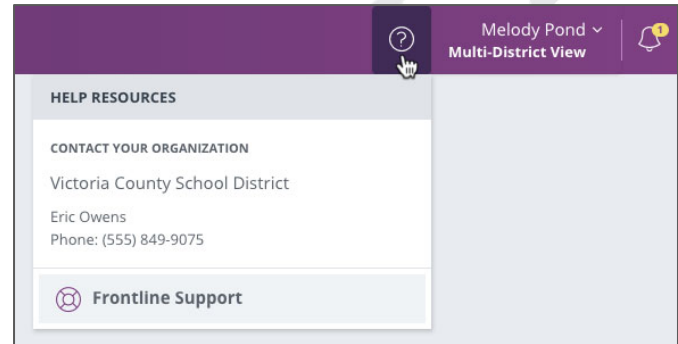 ?
Melody Pond
Multi-District View
1
HELP RESOURCES
CONTACT YOUR ORGANIZATION
Victoria County School District
Eric Owens
Phone: (555) 849-9075
Frontline Support